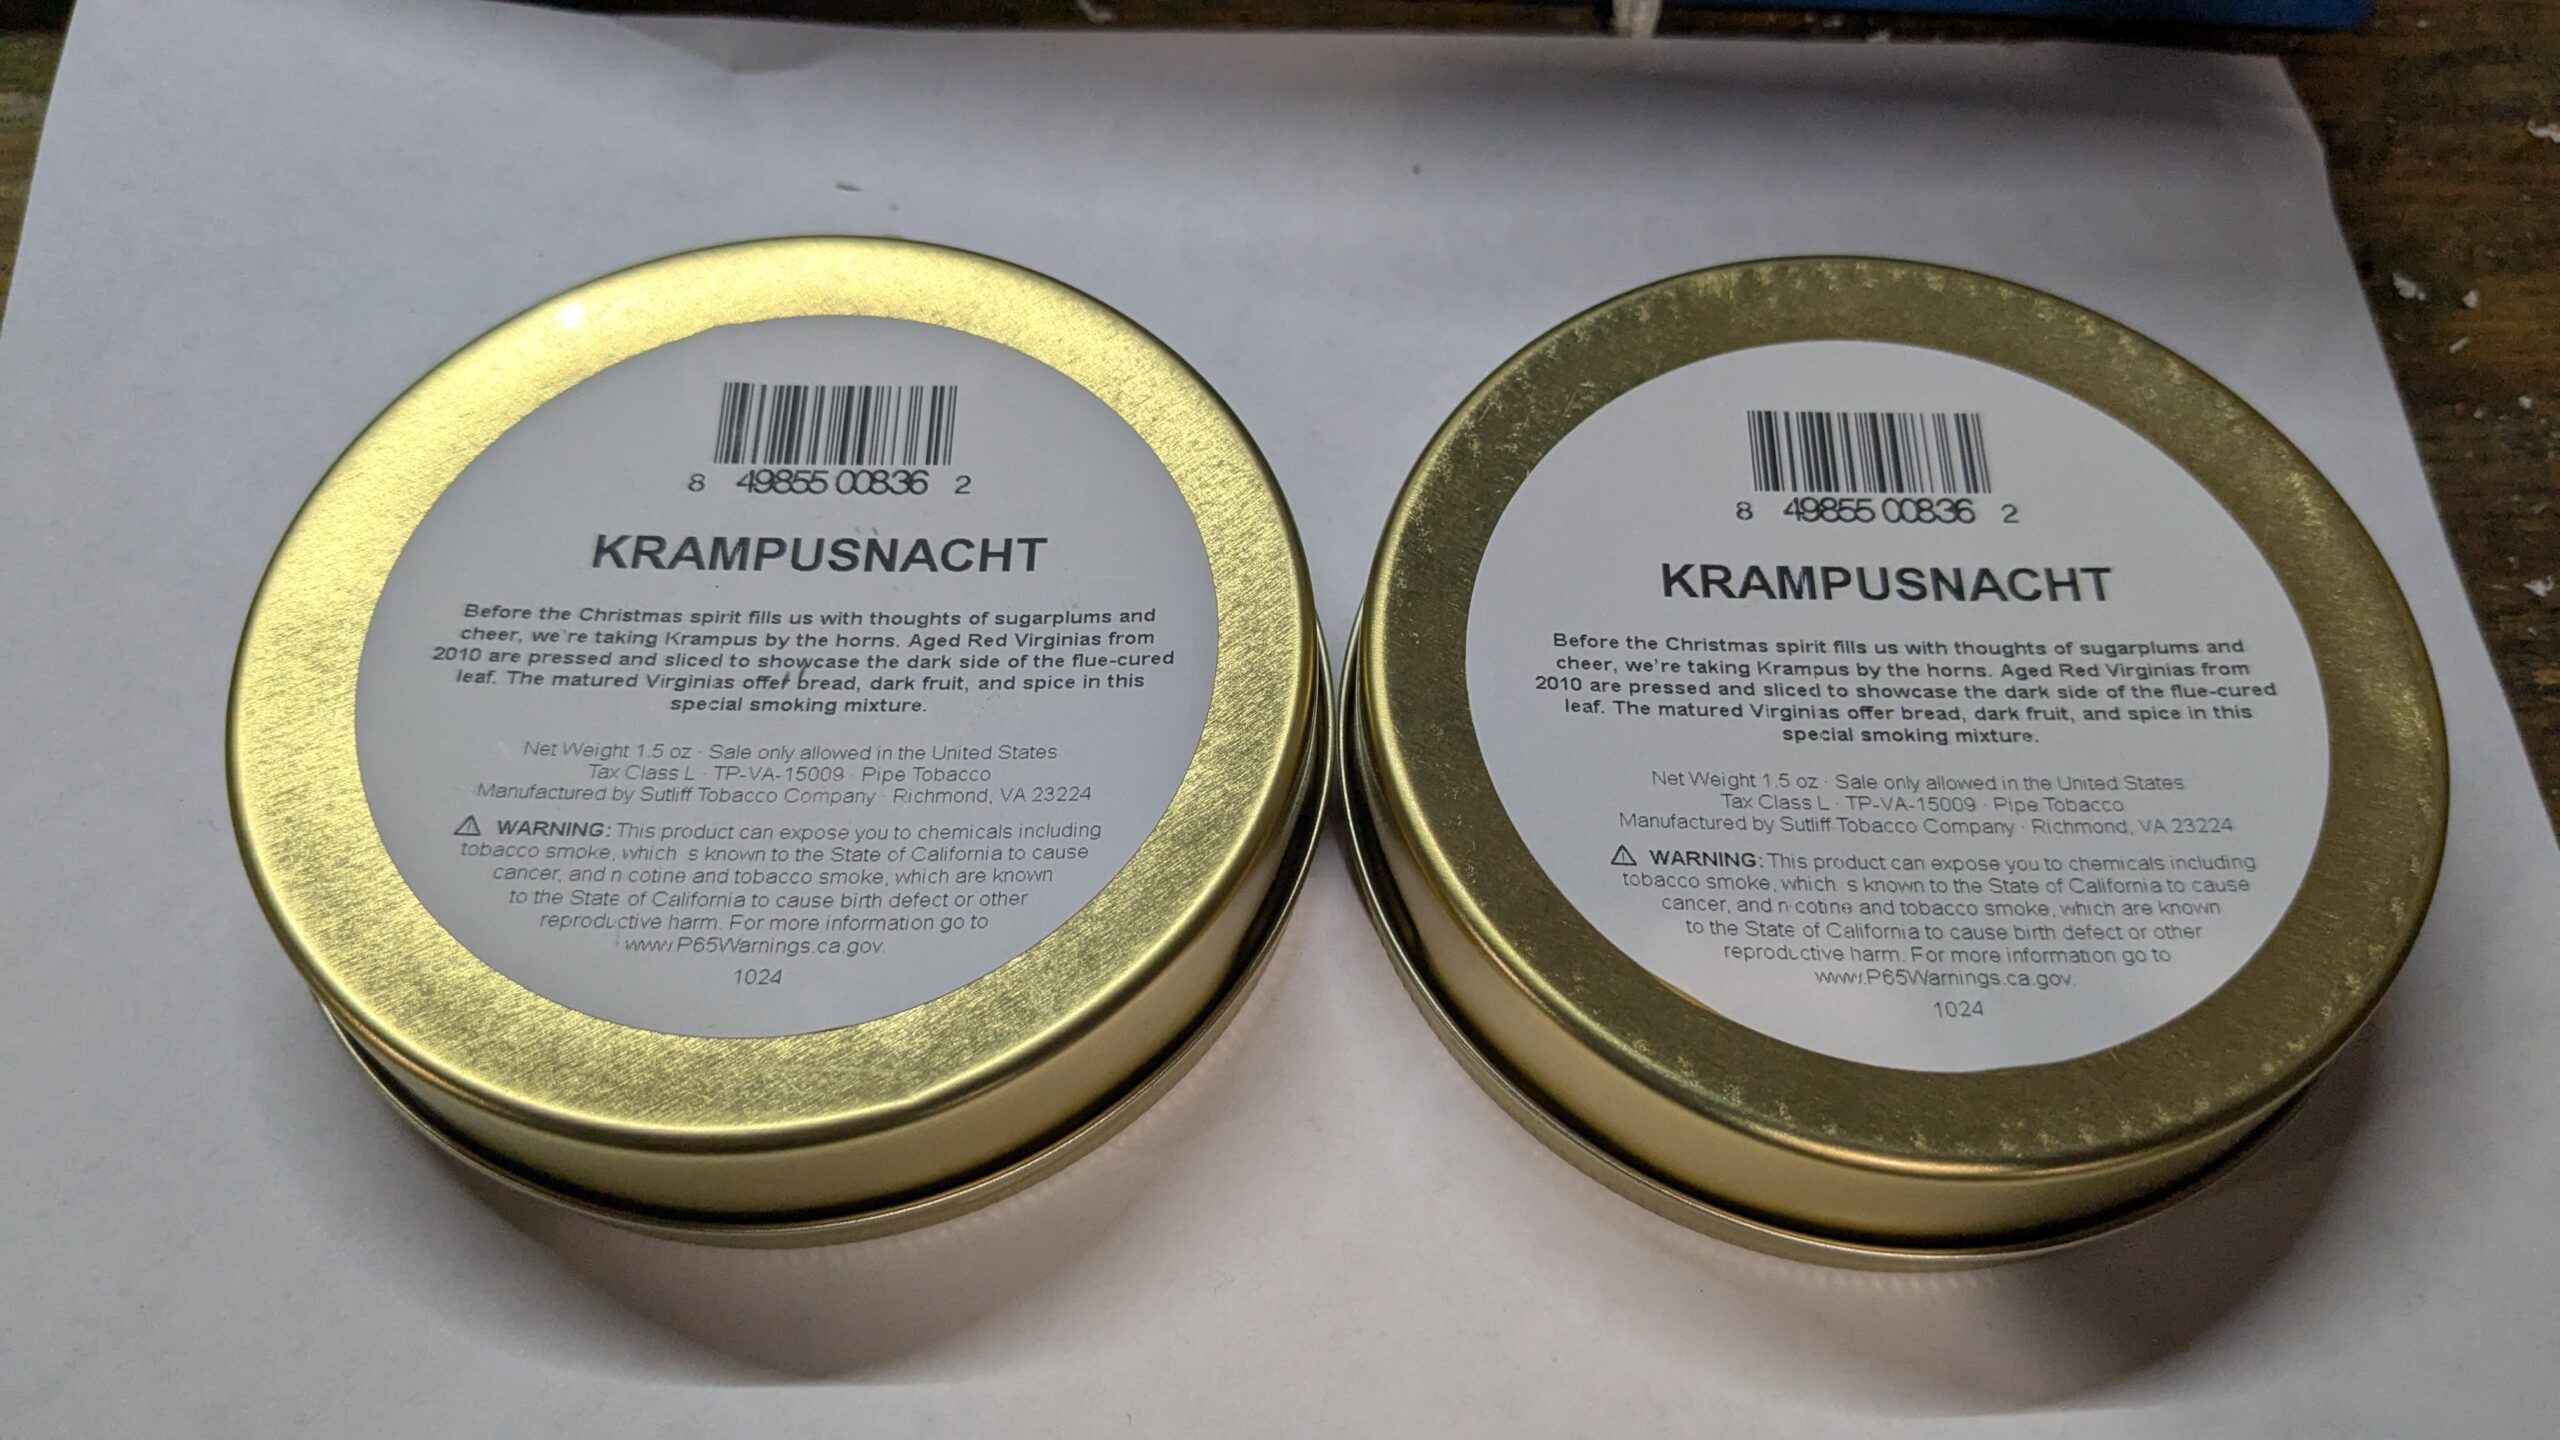 8 49855 00836 2
KRAMPUSNACHT
Before the Christmas spirit fills us with thoughts of sugarplums and
cheer, we're taking Krampus by the horns. Aged Red Virginias from
2010 are pressed and sliced to showcase the dark side of the flue-cured
leaf. The matured Virginias offer bread, dark fruit, and spice in this
special smoking mixture.
Net Weight 1.5 oz · Sale only allowed in the United States
Tax Class L · TP-VA-15009 · Pipe Tobacco
Manufactured by Sutliff Tobacco Company · Richmond, VA 23224
⚠ WARNING: This product can expose you to chemicals including
tobacco smoke, which s known to the State of California to cause
cancer, and n cotine and tobacco smoke, which are known
to the State of California to cause birth defect or other
reproductive harm. For more information go to
www.P65Warnings.ca.gov.
1024
8 49855 00836 2
KRAMPUSNACHT
Before the Christmas spirit fills us with thoughts of sugarplums and
cheer, we're taking Krampus by the horns. Aged Red Virginias from
2010 are pressed and sliced to showcase the dark side of the flue-cured
leaf. The matured Virginias offer bread, dark fruit, and spice in this
special smoking mixture.
Net Weight 1.5 oz · Sale only allowed in the United States
Tax Class L · TP-VA-15009 · Pipe Tobacco
Manufactured by Sutliff Tobacco Company · Richmond, VA 23224
⚠ WARNING: This product can expose you to chemicals including
tobacco smoke, which s known to the State of California to cause
cancer, and n cotine and tobacco smoke, which are known
to the State of California to cause birth defect or other
reproductive harm. For more information go to
www.P65Warnings.ca.gov.
1024